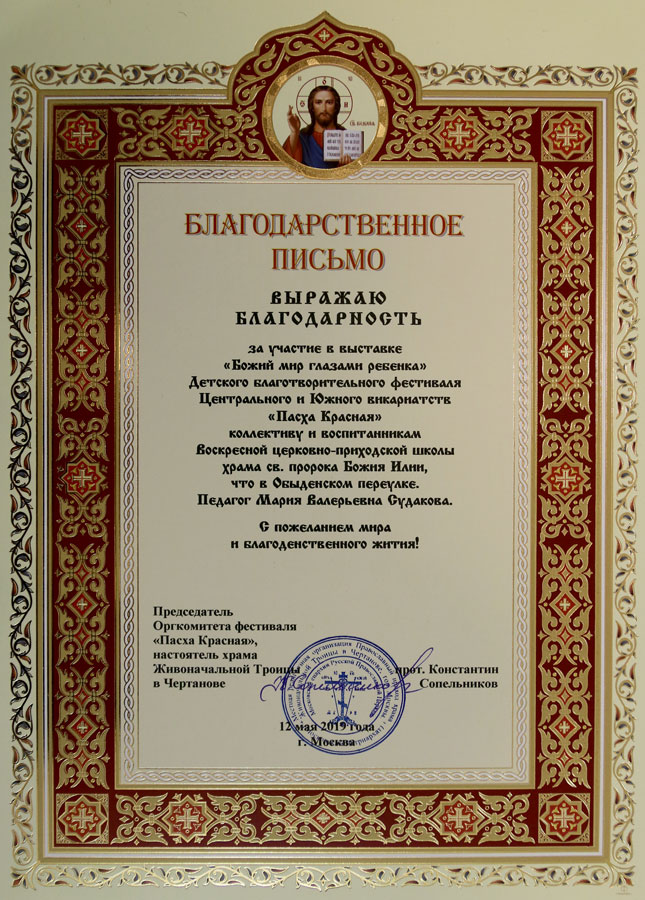 БЛАГОДАРСТВЕННОЕ
ПИСЬМО
ВЫРАЖАЮ
БЛАГОДАРНОСТЬ
за участие в выставке
«Божий мир глазами ребенка»
Детского благотворительного фестиваля
Центрального и Южного викариатств
«Пасха Красная»
коллективу и воспитанникам
Воскресной церковно-приходской школы
храма св. пророка Божия Илии,
что в Обыденском переулке.
Педагог Мария Валерьевна Судакова.
С пожеланием мира
и благоденственного жития!
Председатель
Оргкомитета фестиваля
«Пасха Красная»,
настоятель храма
Живоначальной Троицы прот. Константин
в Чертанове Сопельников
12 мая 2019 года
г. Москва